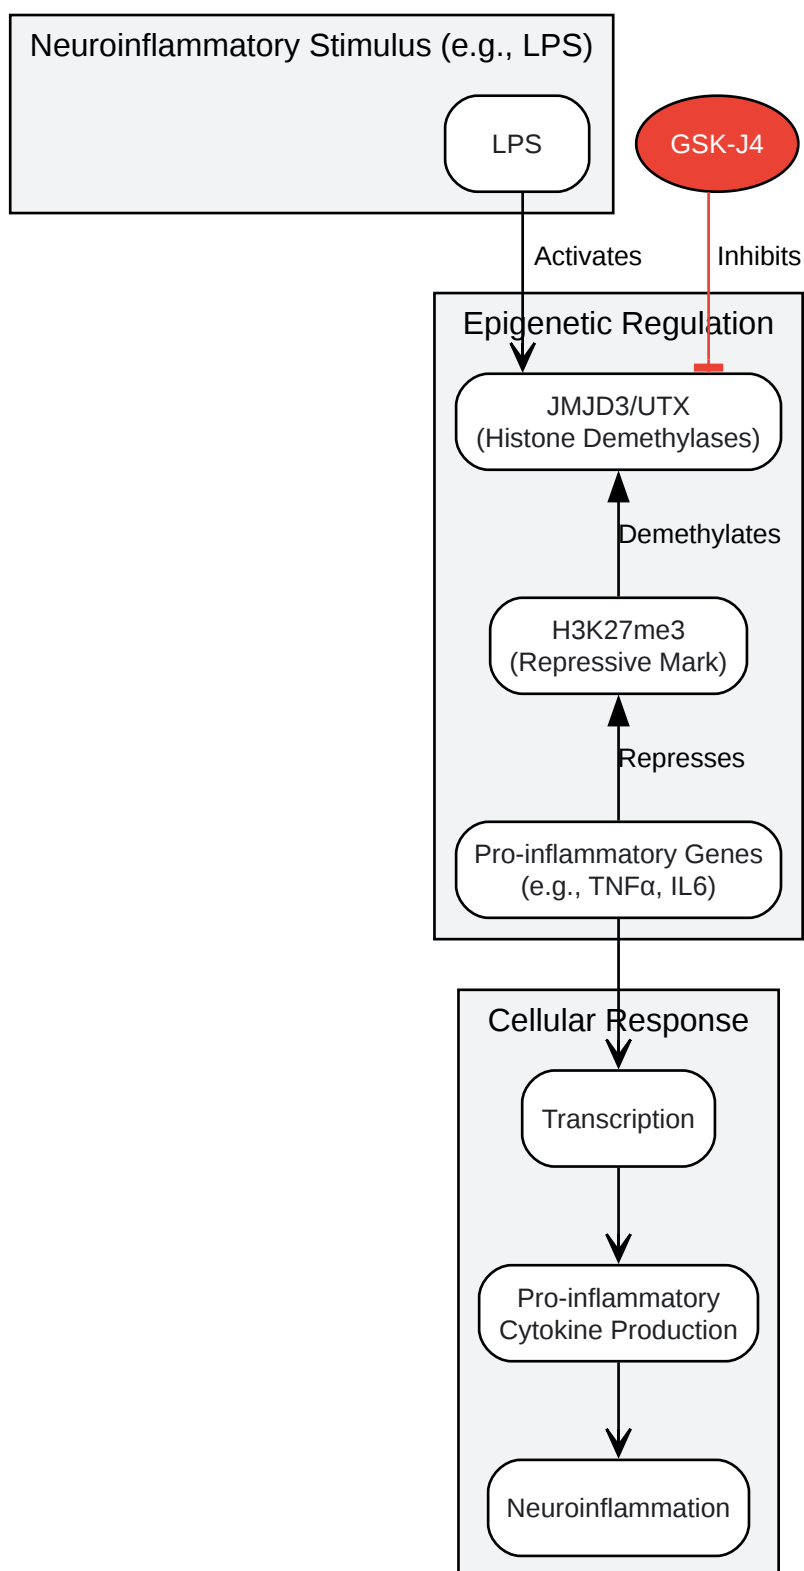 Neuroinflammatory Stimulus (e.g., LPS)
LPS
GSK-J4
Activates
Inhibits
Epigenetic Regulation
JMJD3/UTX
(Histone Demethylases)
Demethylates
H3K27me3
(Repressive Mark)
Represses
Pro-inflammatory Genes
(e.g., TNFα, IL6)
Cellular Response
Transcription
Pro-inflammatory
Cytokine Production
Neuroinflammation